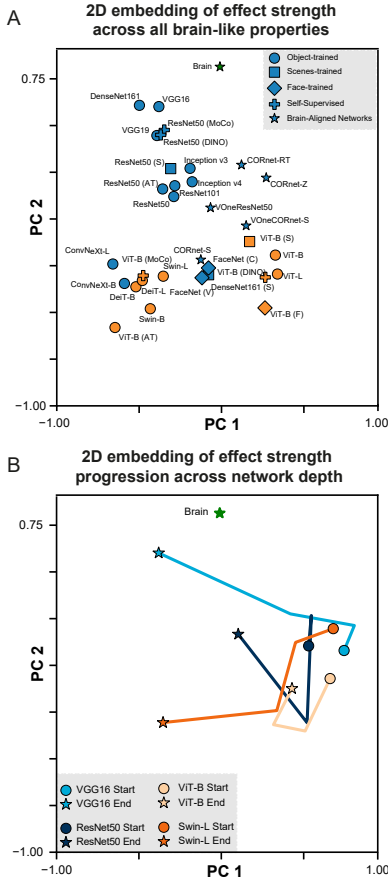 A
2D embedding of effect strength
across all brain-like properties
0.75
PC 2
−1.00
−1.00
PC 1
1.00
Brain
Object-trained
Scenes-trained
Face-trained
Self-Supervised
Brain-Aligned Networks
DenseNet161
VGG16
ResNet50 (MoCo)
VGG19
ResNet50 (DINO)
ResNet50 (S)
Inception v3
CORnet-RT
CORnet-Z
ResNet50 (AT)
Inception v4
ResNet101
ResNet50
VOneResNet50
VOneCORnet-S
ViT-B (S)
ConvNeXt-L
ViT-B (MoCo)
CORnet-S
FaceNet (C)
ViT-B
Swin-L
ViT-B (DINO)
ViT-L
ConvNeXt-B
DeiT-L
DenseNet161 (S)
DeiT-B
FaceNet (V)
Swin-B
ViT-B (F)
ViT-B (AT)
B
2D embedding of effect strength
progression across network depth
0.75
PC 2
−1.00
−1.00
PC 1
1.00
Brain
VGG16 Start
VGG16 End
ResNet50 Start
ResNet50 End
ViT-B Start
ViT-B End
Swin-L Start
Swin-L End